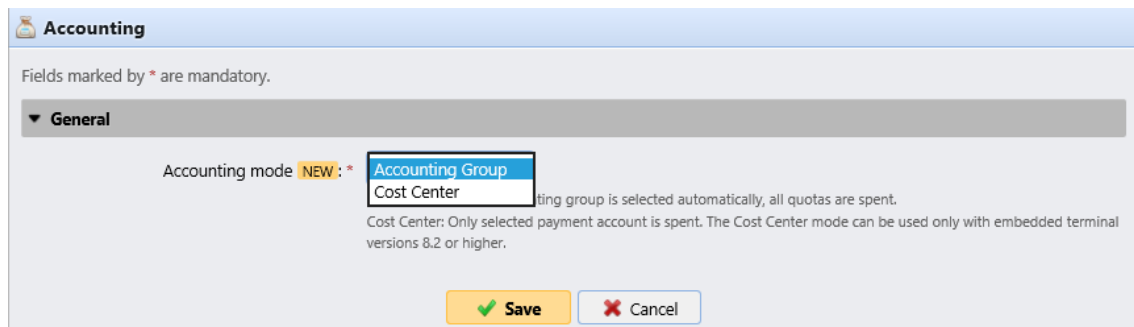 Accounting
Fields marked by * are mandatory.
General
Accounting mode NEW : *
Accounting Group
Cost Center
ting group is selected automatically, all quotas are spent.
Cost Center: Only selected payment account is spent. The Cost Center mode can be used only with embedded terminal
versions 8.2 or higher.
Save
Cancel